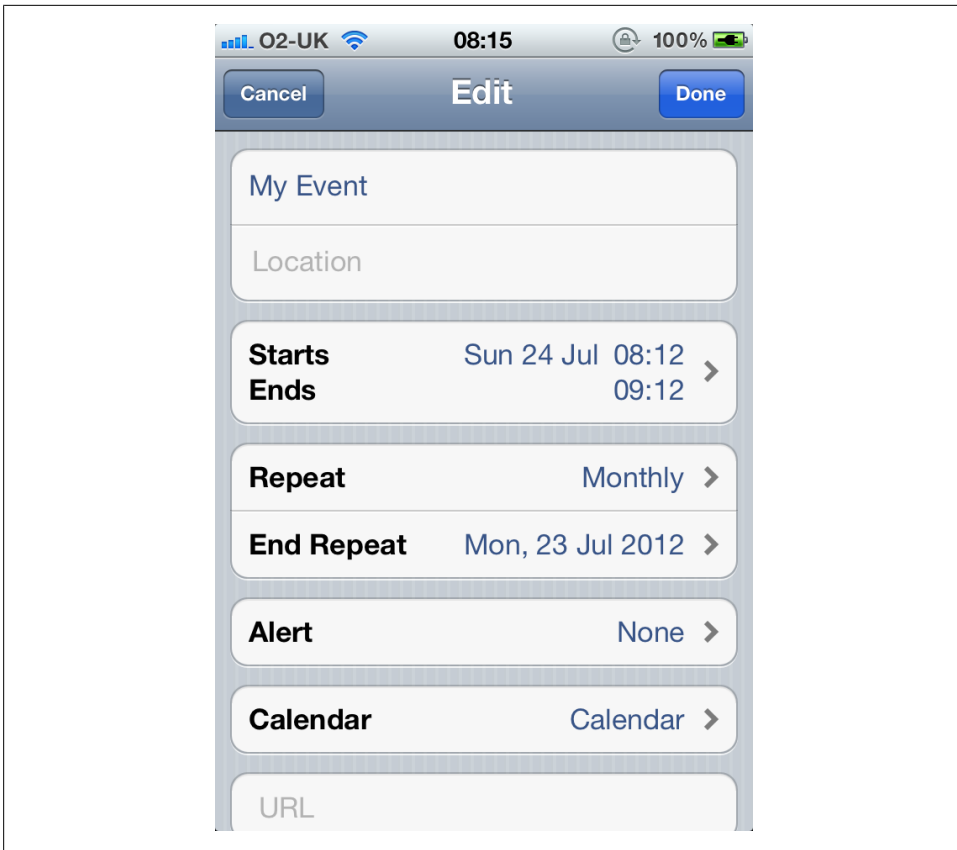 O2-UK 08:15 100%
Cancel Edit Done
My Event
Location
Starts Sun 24 Jul 08:12
Ends 09:12
Repeat Monthly
End Repeat Mon, 23 Jul 2012
Alert None
Calendar Calendar
URL